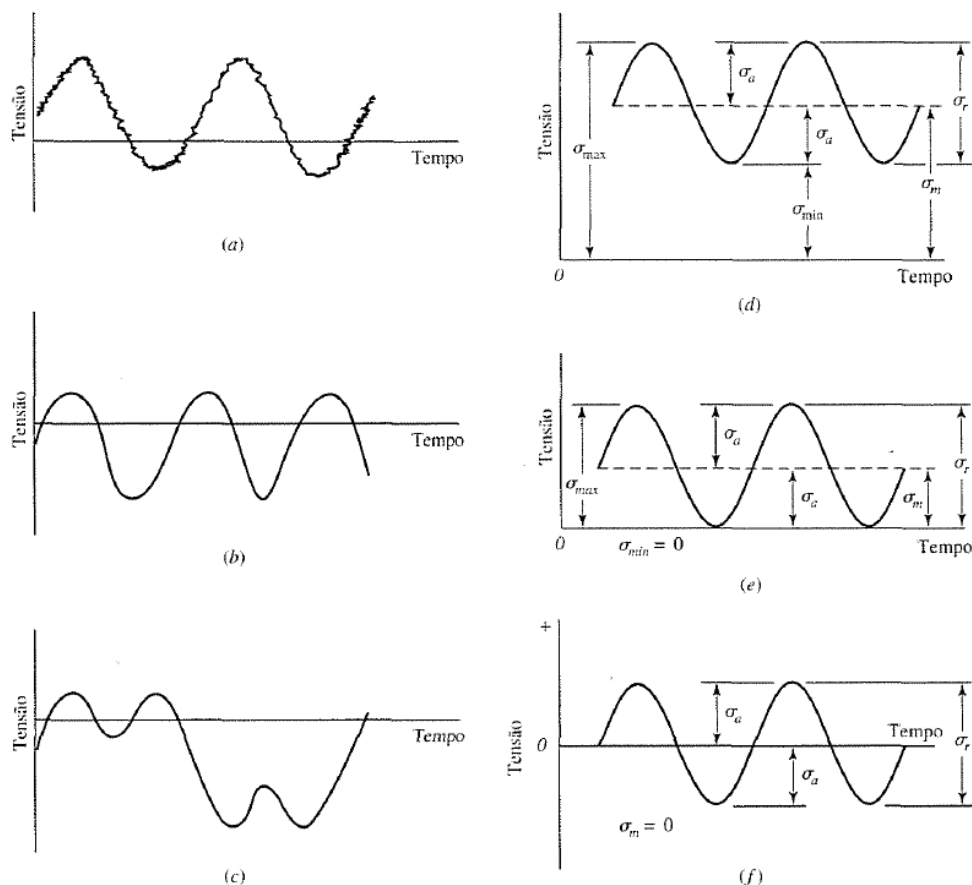 Tensão
Tempo
(a)
Tensão
Tempo
(b)
Tensão
Tempo
(c)
Tensão
σmax
σa
σa
σmin
σr
σm
0
Tempo
(d)
Tensão
σmax
σa
σa
σm
σr
0
σmin = 0
Tempo
(e)
+
Tensão
0
σa
σa
Tempo
σr
σm = 0
(f)